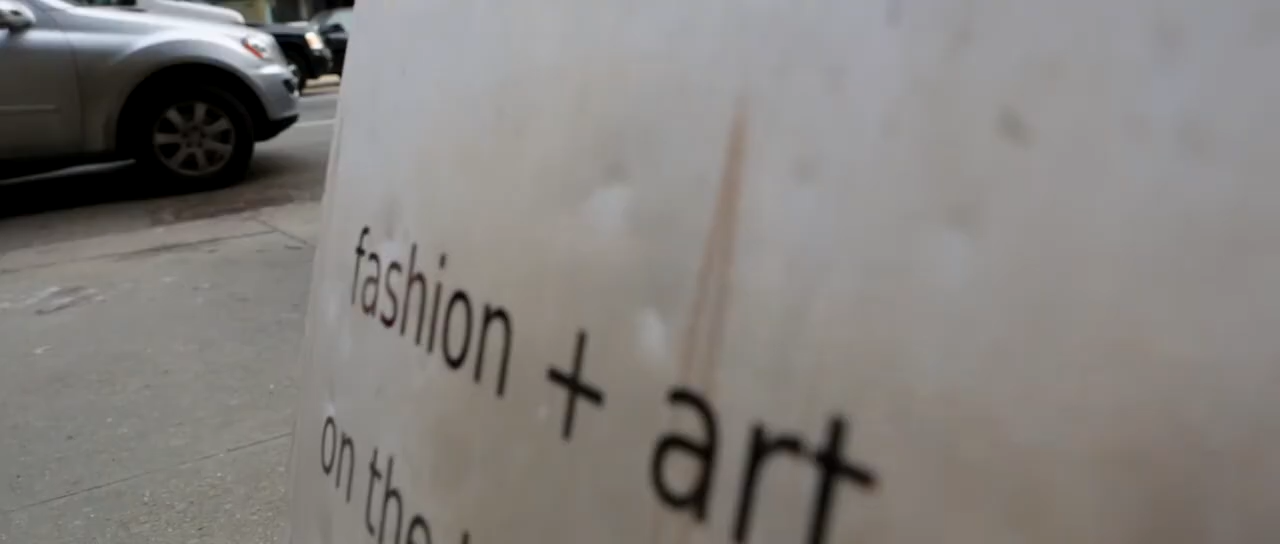 fashion + art
on the